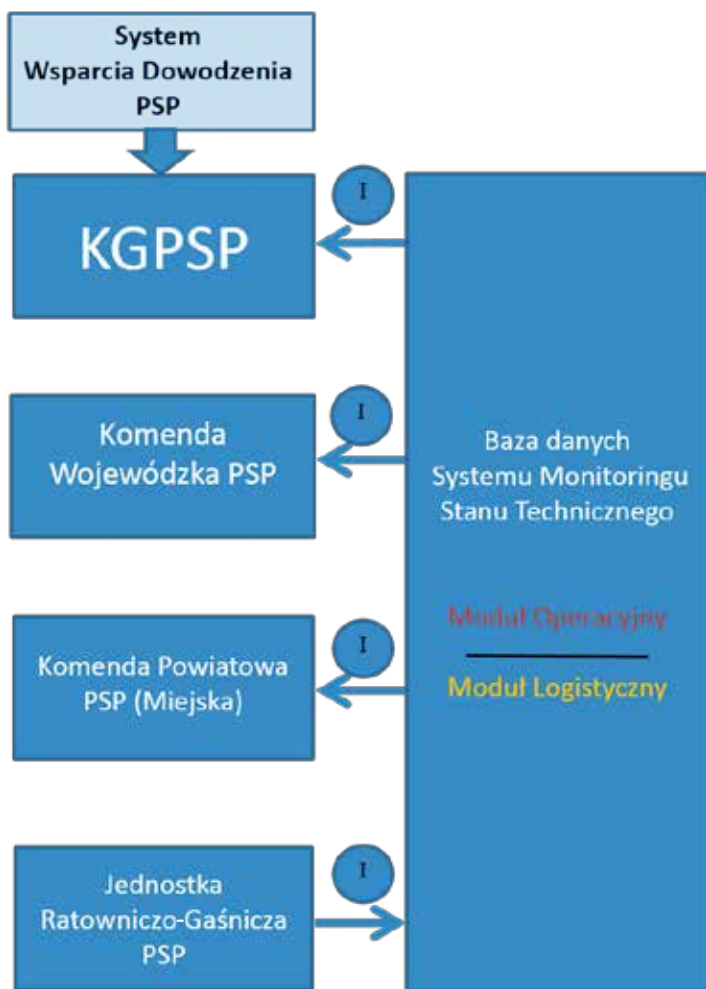 System
Wsparcia Dowodzenia
PSP
KGPSP
I
Komenda
Wojewódzka PSP
I
Komenda Powiatowa
PSP (Miejska)
I
Jednostka
Ratowniczo-Gaśnicza
PSP
I
Baza danych
Systemu Monitoringu
Stanu Technicznego
Moduł Operacyjny
Moduł Logistyczny